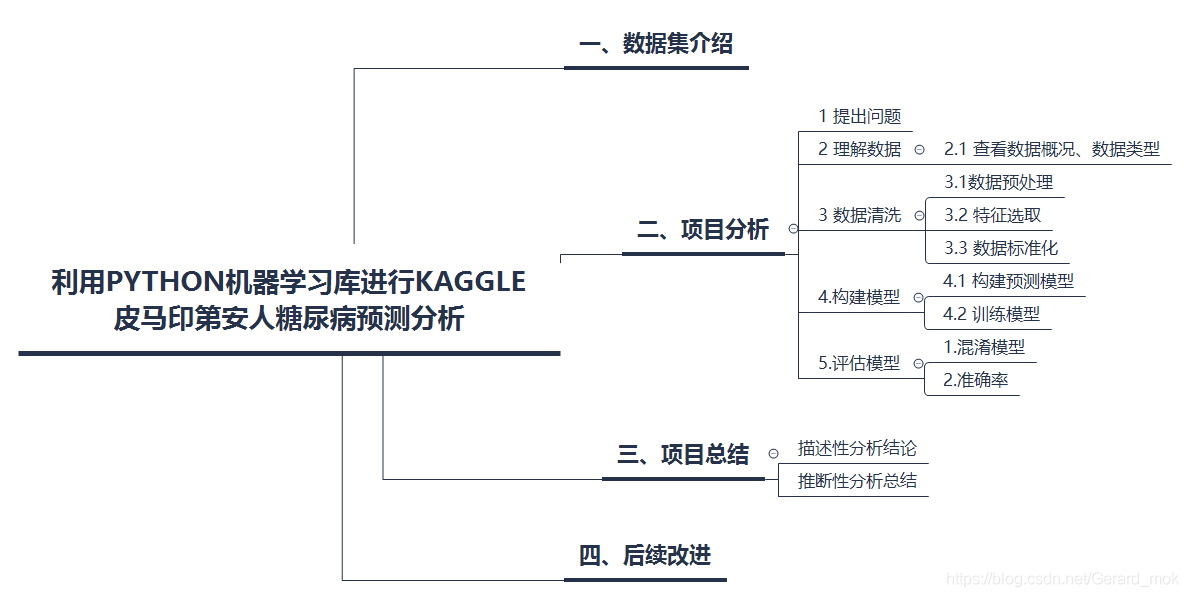 一、数据集介绍
利用PYTHON机器学习库进行KAGGLE
皮马印第安人糖尿病预测分析
二、项目分析
1 提出问题
2 理解数据
2.1 查看数据概况、数据类型
3 数据清洗
3.1数据预处理
3.2 特征选取
3.3 数据标准化
4.构建模型
4.1 构建预测模型
4.2 训练模型
5.评估模型
1.混淆模型
2.准确率
三、项目总结
描述性分析结论
推断性分析总结
四、后续改进
https://blog.csdn.net/Gerard_mok